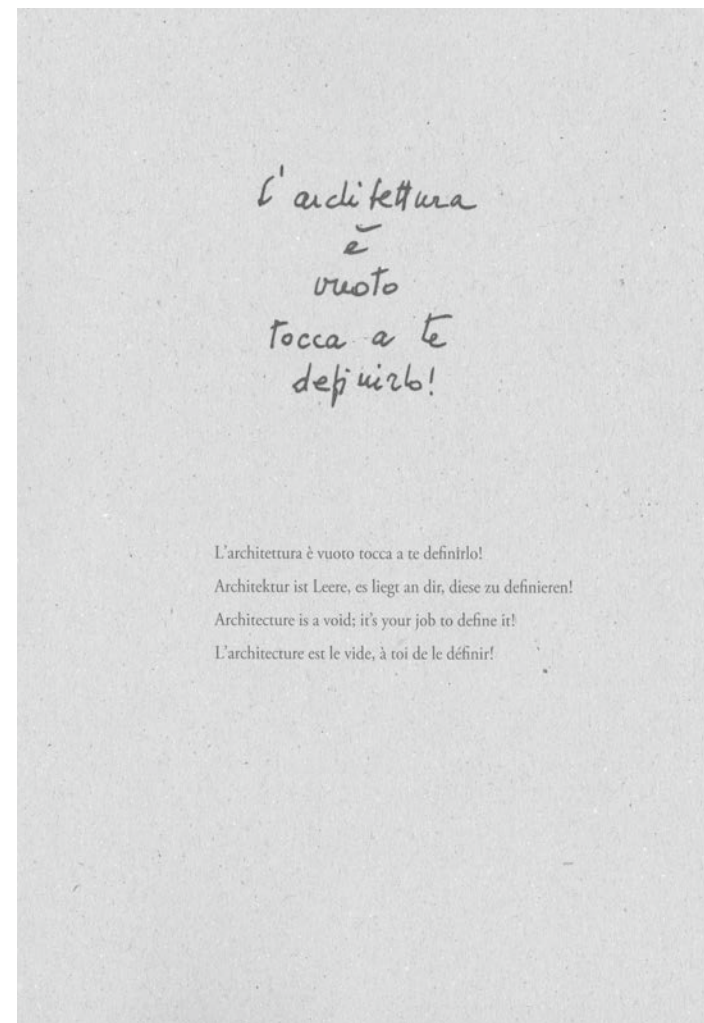 l'architettura
è
vuoto
tocca a te
definirlo!
L'architettura è vuoto tocca a te definirlo!
Architektur ist Leere, es liegt an dir, diese zu definieren!
Architecture is a void; it's your job to define it!
L'architecture est le vide, à toi de le définir!